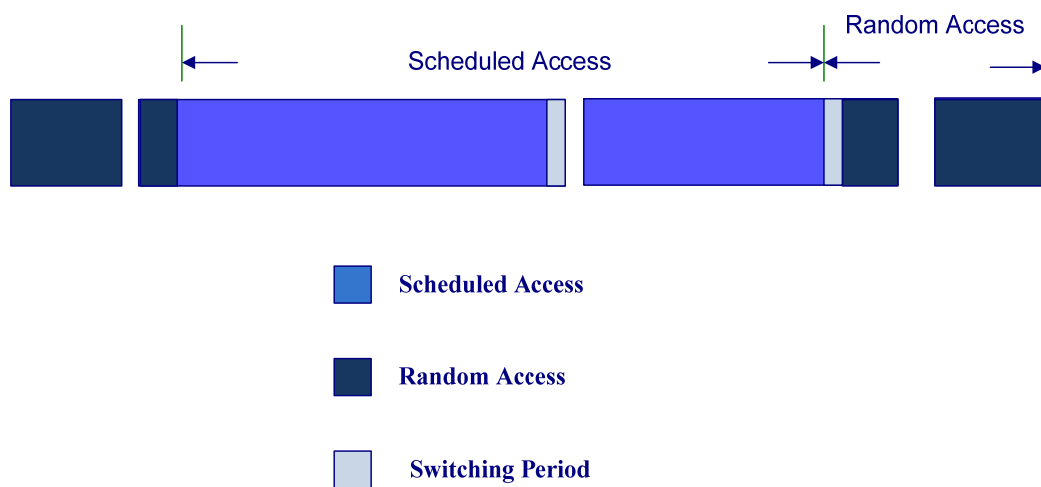 Random Access
Scheduled Access
Scheduled Access
Random Access
Switching Period